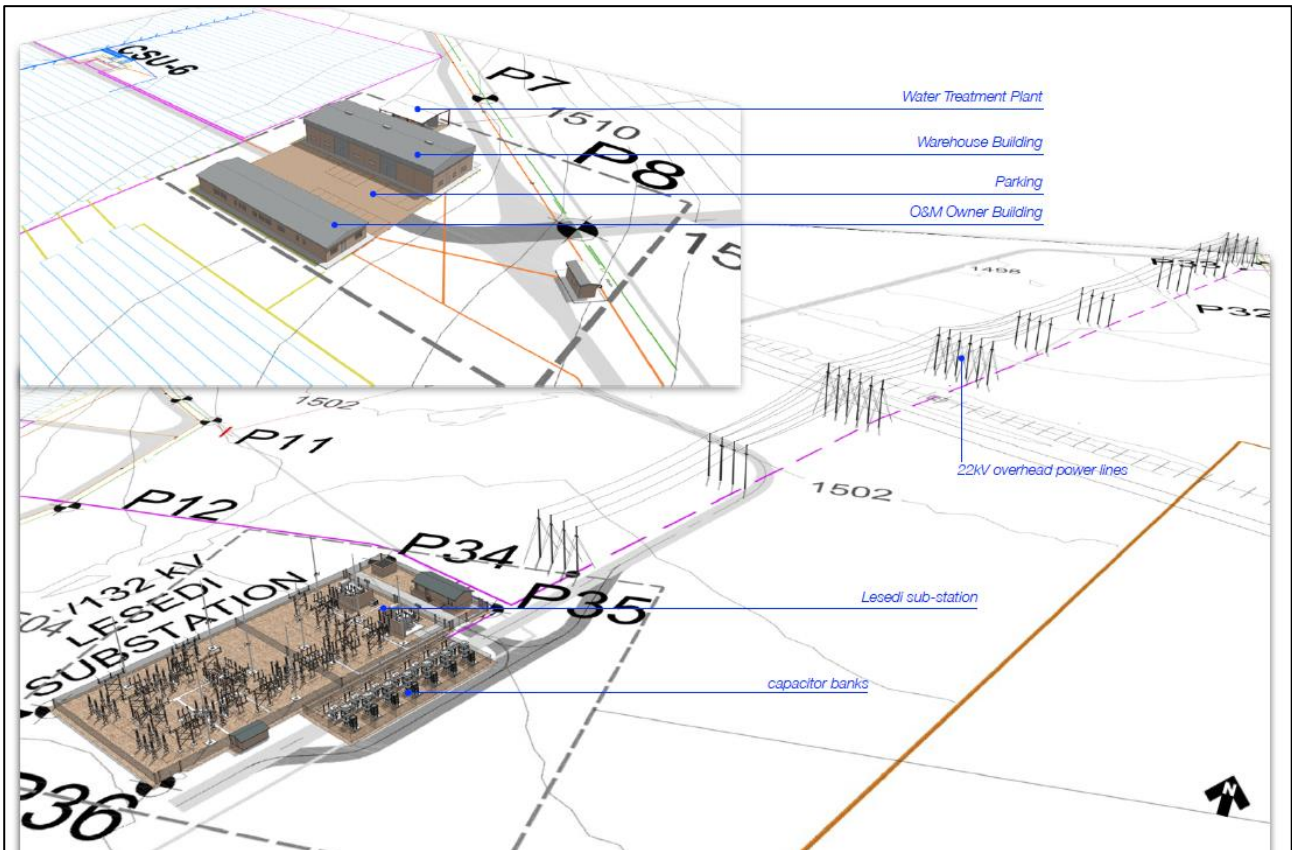 CSU-6
P7
1510
P8
15
Water Treatment Plant
Warehouse Building
Parking
O&M Owner Building
1498
P33
P32
1502
P11
22kV overhead power lines
1502
P12
P34
P35
/132 kV
LESEDI
SUBSTATION
Lesedi sub-station
capacitor banks
P36
N